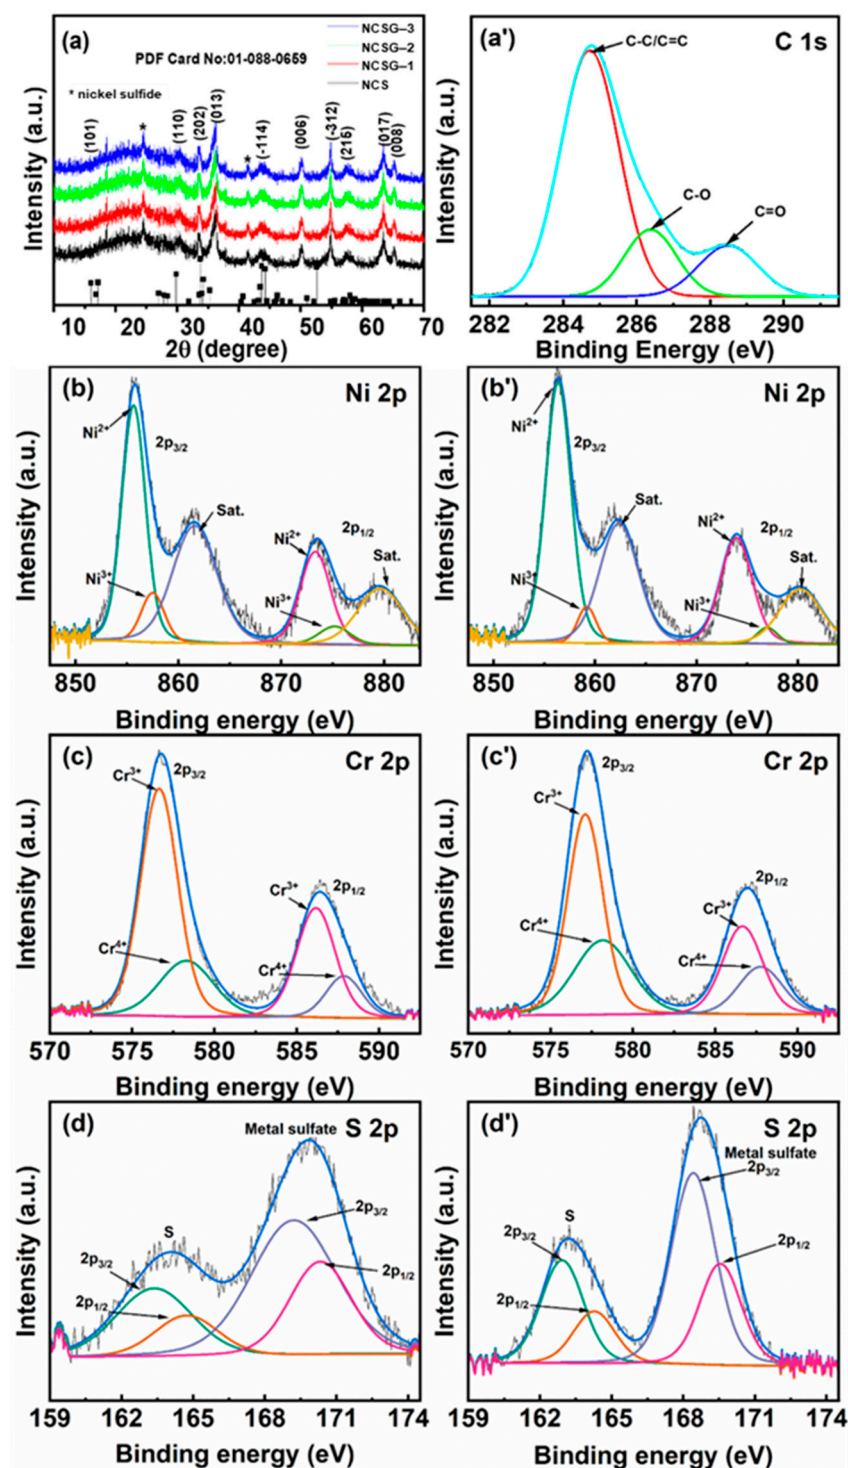 (a)
NCSG−3
NCSG−2
NCSG−1
NCS
PDF Card No:01-088-0659
* nickel sulfide
(101)
*
(110)
(202)
(013)
*
(-114)
(006)
(-312)
(017)
(008)
Intensity (a.u.)
10 20 30 40 50 60 70
2θ (degree)
(a')
C 1s
C-C/C=C
C-O
C=O
Intensity (a.u.)
282 284 286 288 290
Binding Energy (eV)
(b)
Ni 2p
Ni2+
2p3/2
Ni3+
Sat.
Ni2+
2p1/2
Ni3+
Sat.
Intensity (a.u.)
850 860 870 880
Binding energy (eV)
(b')
Ni 2p
Ni2+
2p3/2
Ni3+
Sat.
Ni2+
2p1/2
Ni3+
Sat.
Intensity (a.u.)
850 860 870 880
Binding energy (eV)
(c)
Cr 2p
Cr3+
2p3/2
Cr4+
Cr3+
2p1/2
Cr4+
Intensity (a.u.)
570 575 580 585 590
Binding energy (eV)
(c')
Cr 2p
Cr3+
2p3/2
Cr4+
2p1/2
Cr3+
Cr4+
Intensity (a.u.)
570 575 580 585 590
Binding energy (eV)
(d)
S 2p
Metal sulfate
S
2p3/2
2p1/2
2p3/2
2p1/2
Intensity (a.u.)
159 162 165 168 171 174
Binding energy (eV)
(d')
S 2p
Metal sulfate
2p3/2
S
2p3/2
2p1/2
2p1/2
Intensity (a.u.)
159 162 165 168 171 174
Binding energy (eV)